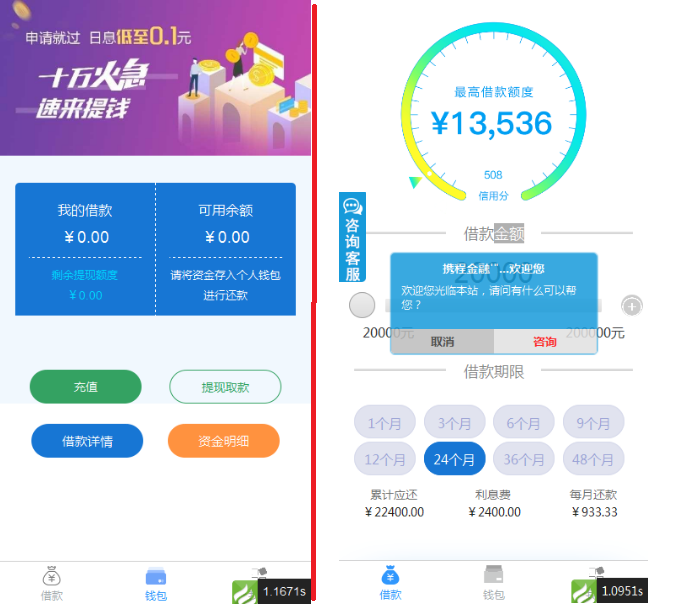 申请就过 日息低至0.1元
十万火急
速来提钱
我的借款
￥0.00
剩余提现额度
￥0.00
可用余额
￥0.00
请将资金存入个人钱包
进行还款
充值
提现取款
借款详情
资金明细
借款
钱包
1.1671s
最高借款额度
¥13,536
508
信用分
咨询客服
借款金额
携程金融"...欢迎您
欢迎您光临本站，请问有什么可以帮
您？
取消
咨询
20000元
200000元
借款期限
1个月
3个月
6个月
9个月
12个月
24个月
36个月
48个月
累计应还
利息费
每月还款
￥22400.00
￥2400.00
￥933.33
借款
钱包
1.0951s